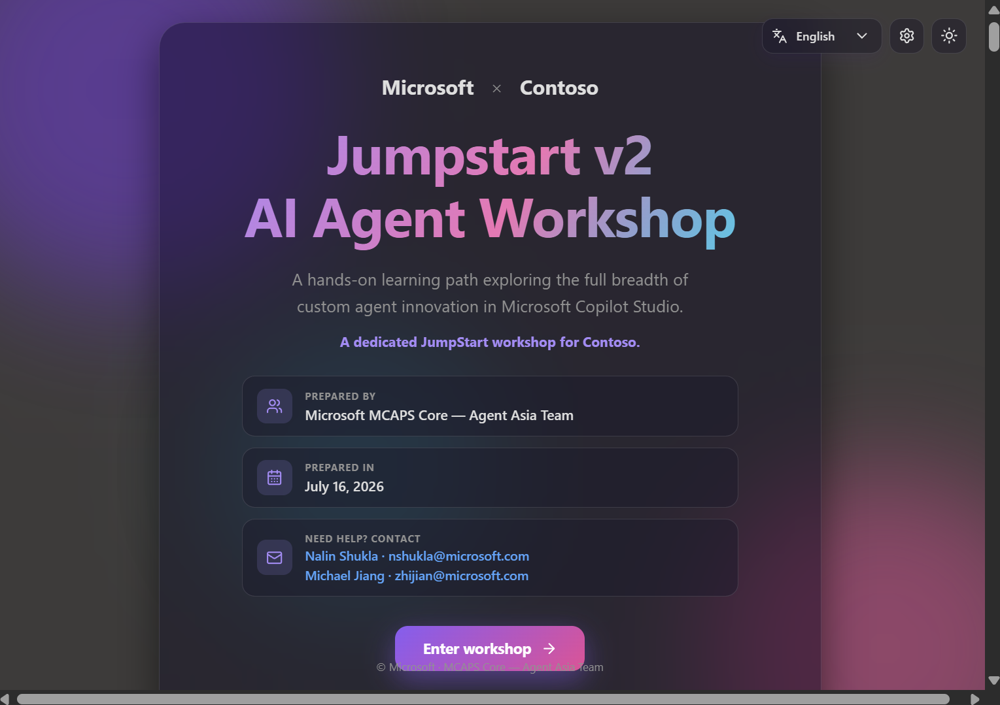 English
Microsoft × Contoso
Jumpstart v2
AI Agent Workshop
A hands-on learning path exploring the full breadth of
custom agent innovation in Microsoft Copilot Studio.
A dedicated JumpStart workshop for Contoso.
PREPARED BY
Microsoft MCAPS Core — Agent Asia Team
PREPARED IN
July 16, 2026
NEED HELP? CONTACT
Nalin Shukla · nshukla@microsoft.com
Michael Jiang · zhijian@microsoft.com
Enter workshop →
© Microsoft · MCAPS Core — Agent Asia Team